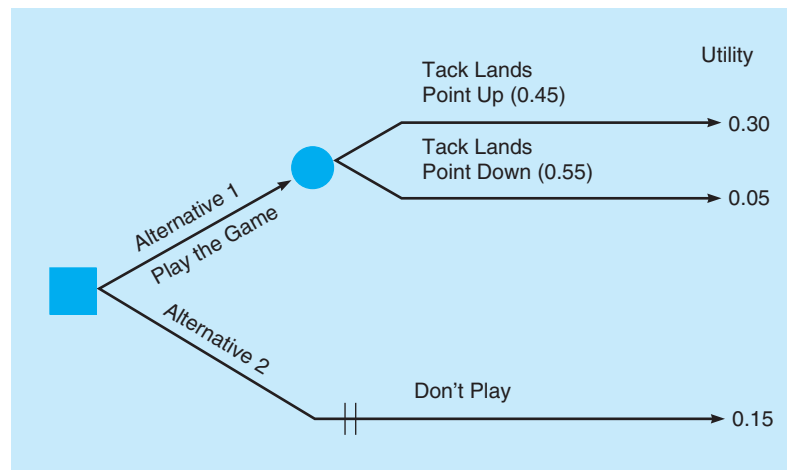 Utility
Tack Lands
Point Up (0.45)
0.30
Tack Lands
Point Down (0.55)
0.05
Alternative 1
Play the Game
Alternative 2
Don't Play
0.15